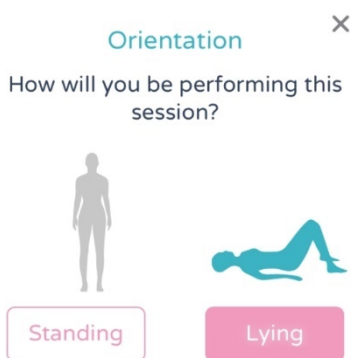 Orientation
How will you be performing this
session?
Standing
Lying